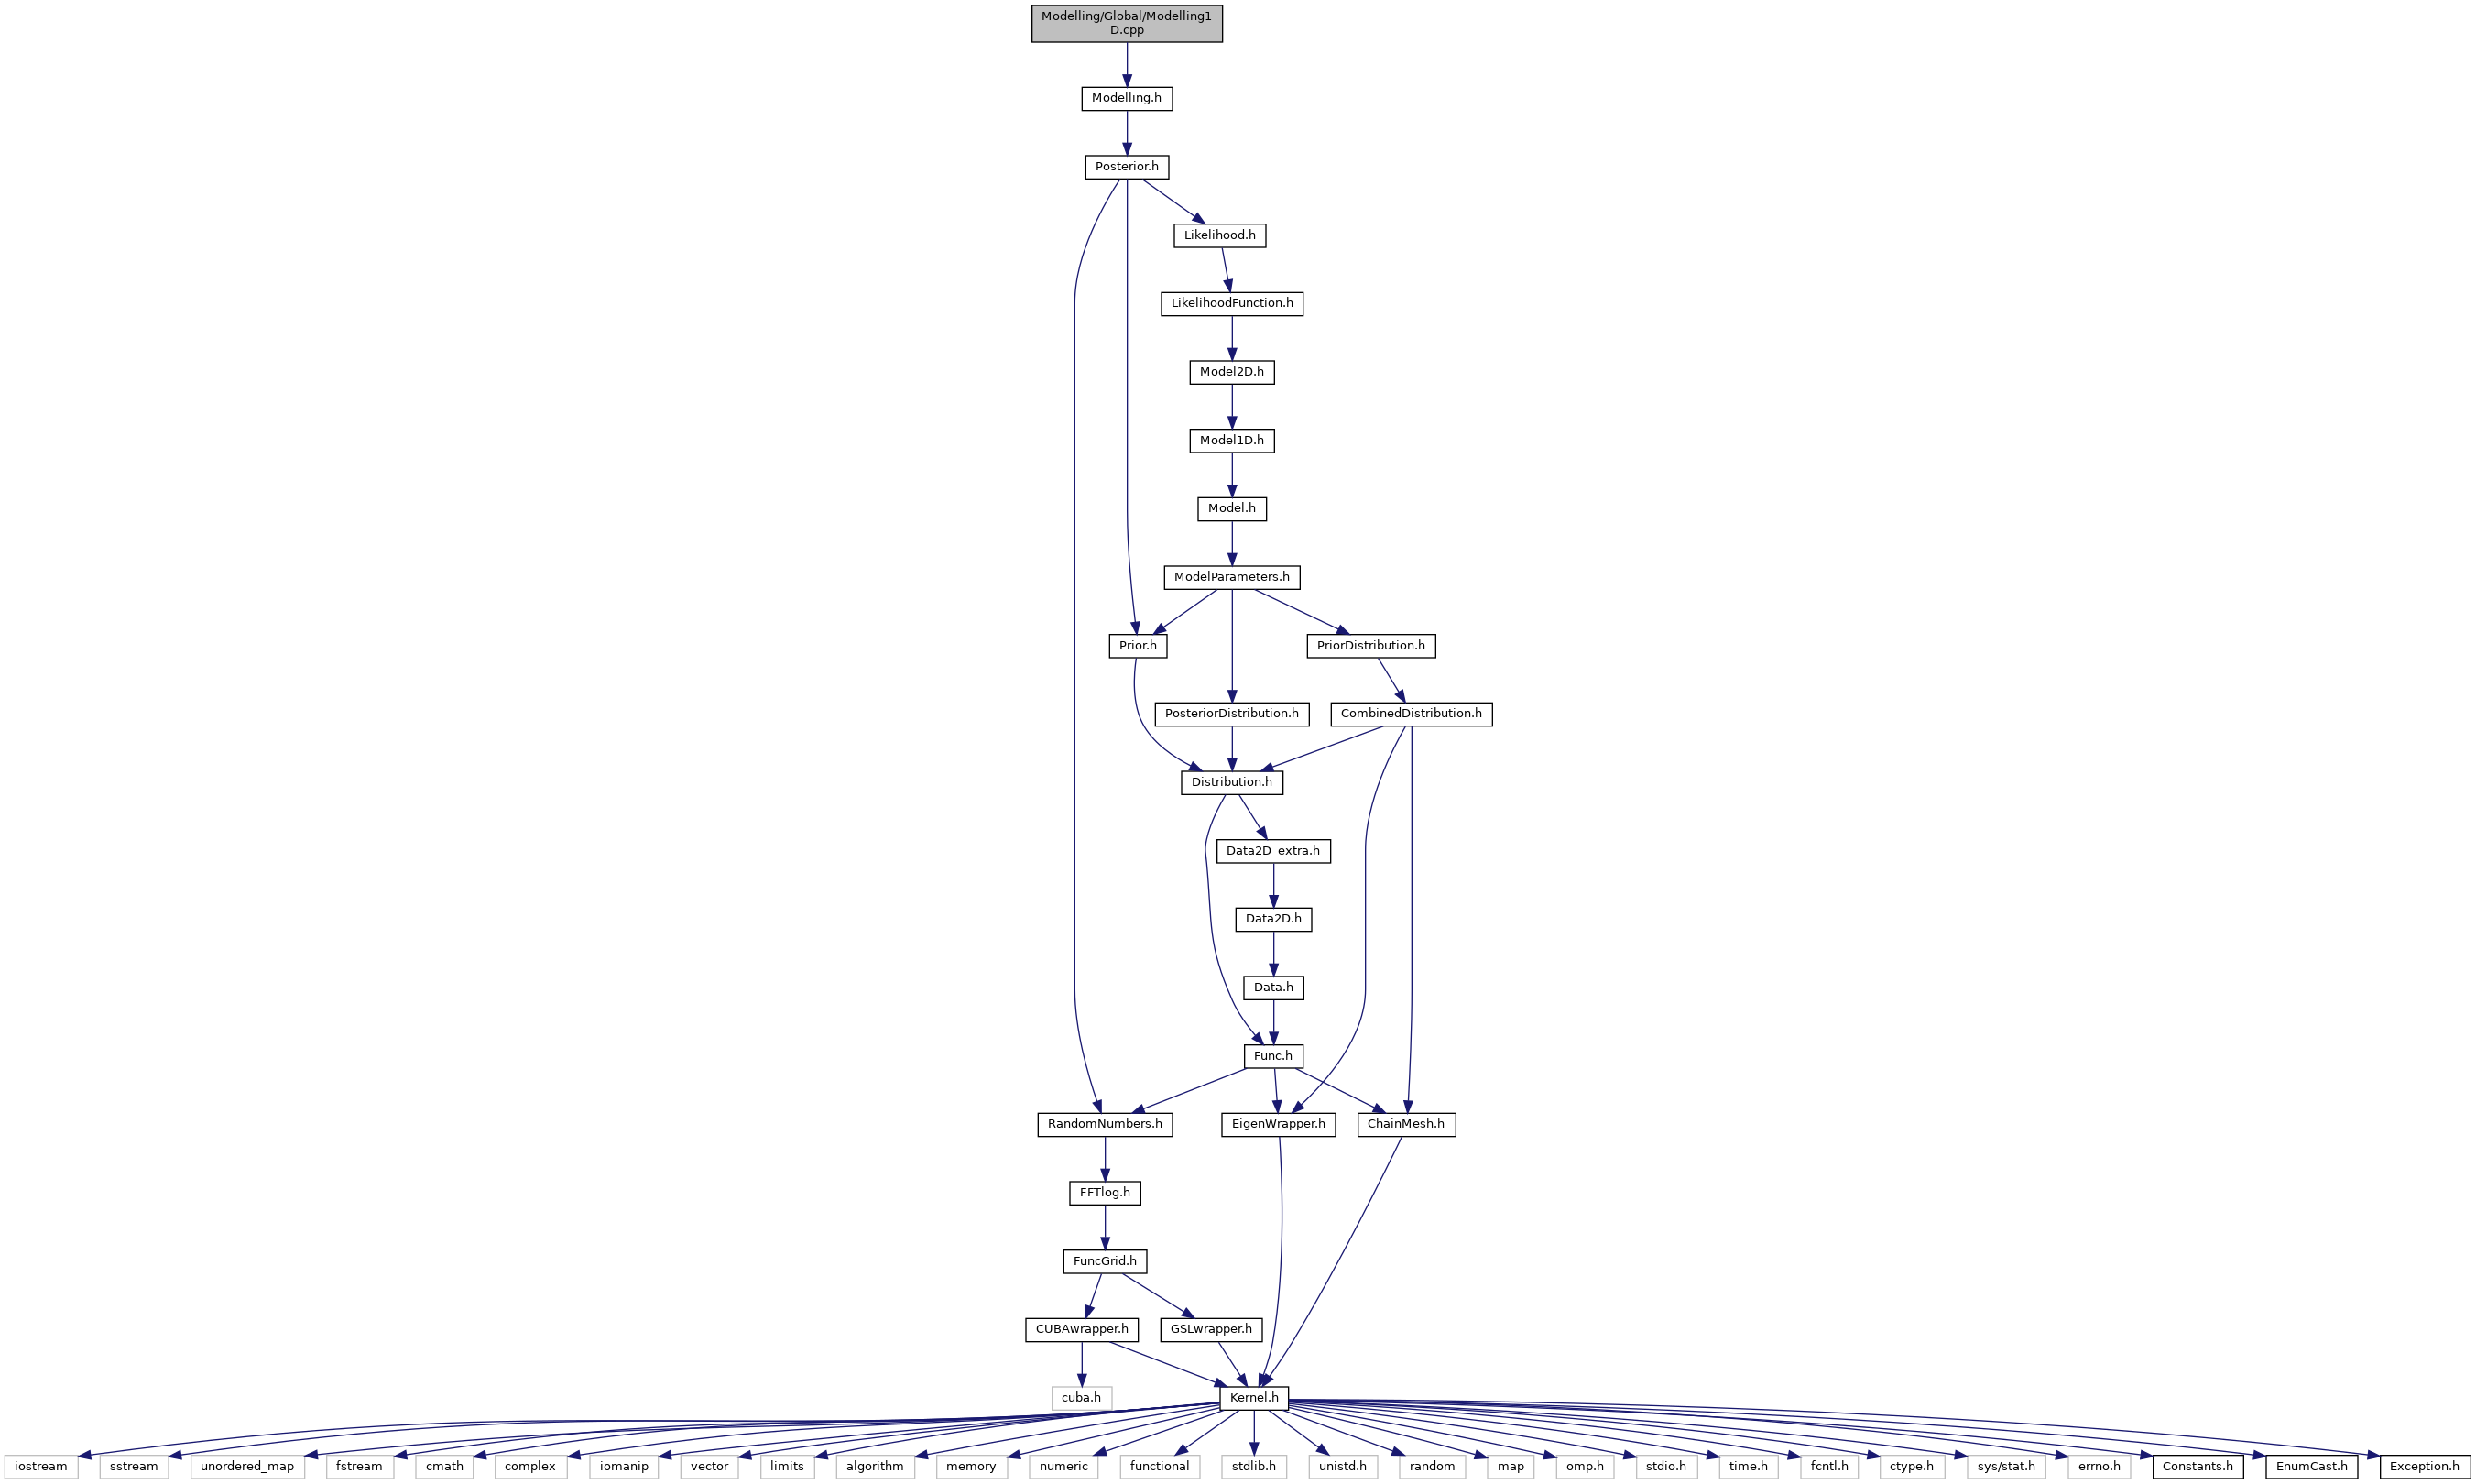 Modelling/Global/Modelling1
D.cpp
Modelling.h
Posterior.h
Likelihood.h
LikelihoodFunction.h
Model2D.h
Model1D.h
Model.h
ModelParameters.h
Prior.h
PriorDistribution.h
PosteriorDistribution.h
CombinedDistribution.h
Distribution.h
Data2D_extra.h
Data2D.h
Data.h
Func.h
RandomNumbers.h
EigenWrapper.h
ChainMesh.h
FFTlog.h
FuncGrid.h
CUBAwrapper.h
GSLwrapper.h
cuba.h
Kernel.h
iostream
sstream
unordered_map
fstream
cmath
complex
iomanip
vector
limits
algorithm
memory
numeric
functional
stdlib.h
unistd.h
random
map
omp.h
stdio.h
time.h
fcntl.h
ctype.h
sys/stat.h
errno.h
Constants.h
EnumCast.h
Exception.h